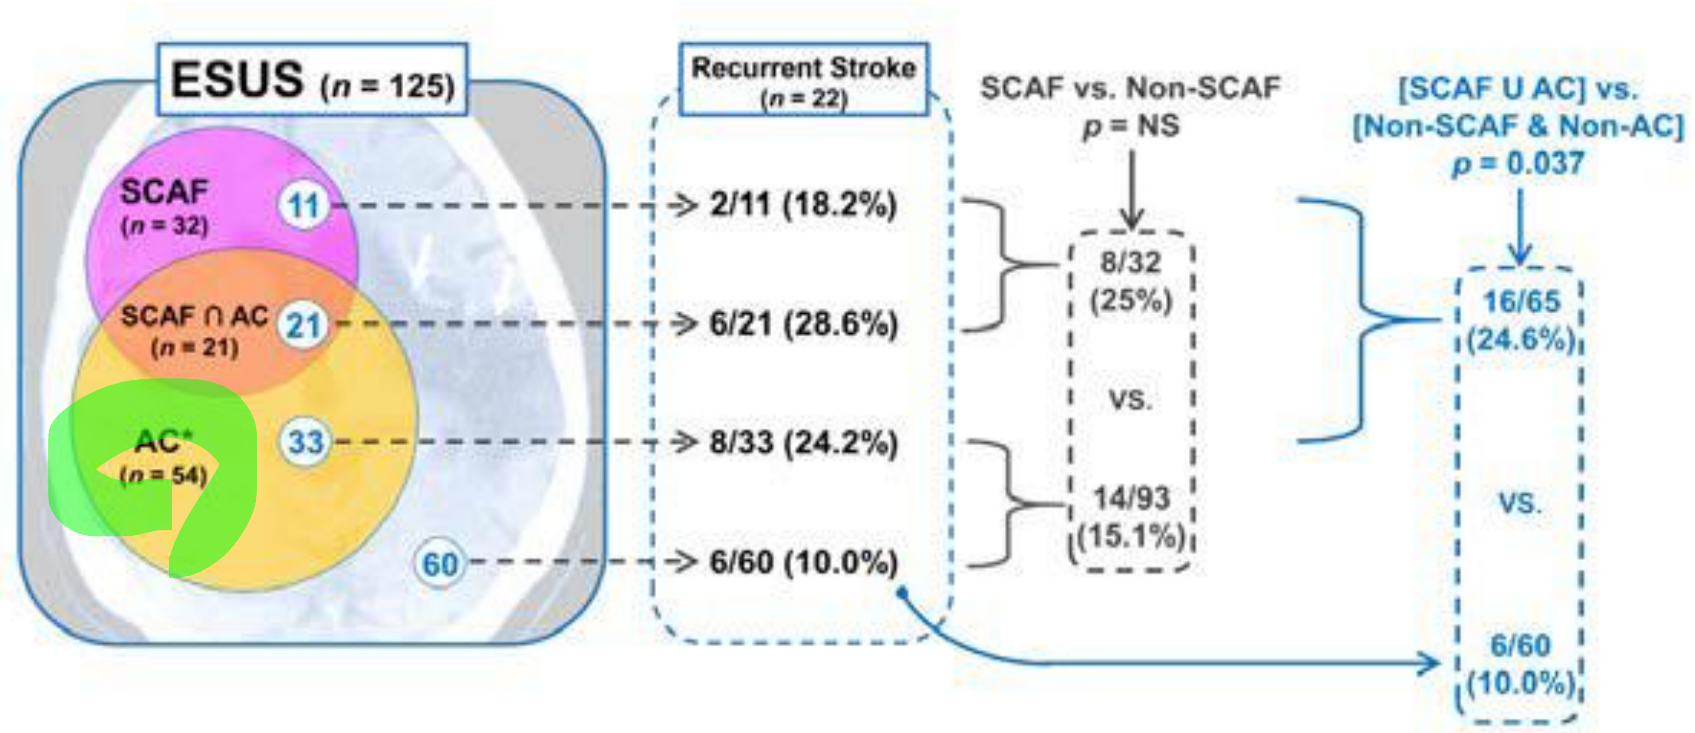 ESUS (n = 125)
SCAF
(n = 32)
11
SCAF ∩ AC
(n = 21)
21
AC*
(n = 54)
33
60
Recurrent Stroke
(n = 22)
2/11 (18.2%)
6/21 (28.6%)
8/33 (24.2%)
6/60 (10.0%)
SCAF vs. Non-SCAF
p = NS
8/32
(25%)
VS.
14/93
(15.1%)
[SCAF U AC] vs.
[Non-SCAF & Non-AC]
p = 0.037
16/65
(24.6%)
VS.
6/60
(10.0%)